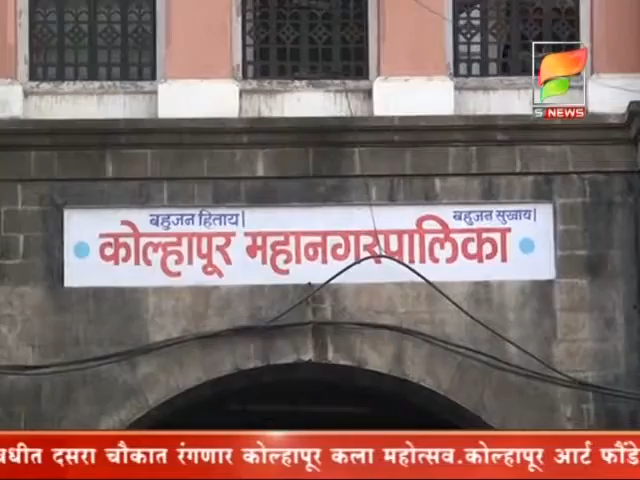 S NEWS
बहुजन हिताय| बहुजन सुखाय|
कोल्हापूर महानगरपालिका
दसरा चौकात रंगणार कोल्हापूर कला महोत्सव.कोल्हापूर आर्ट